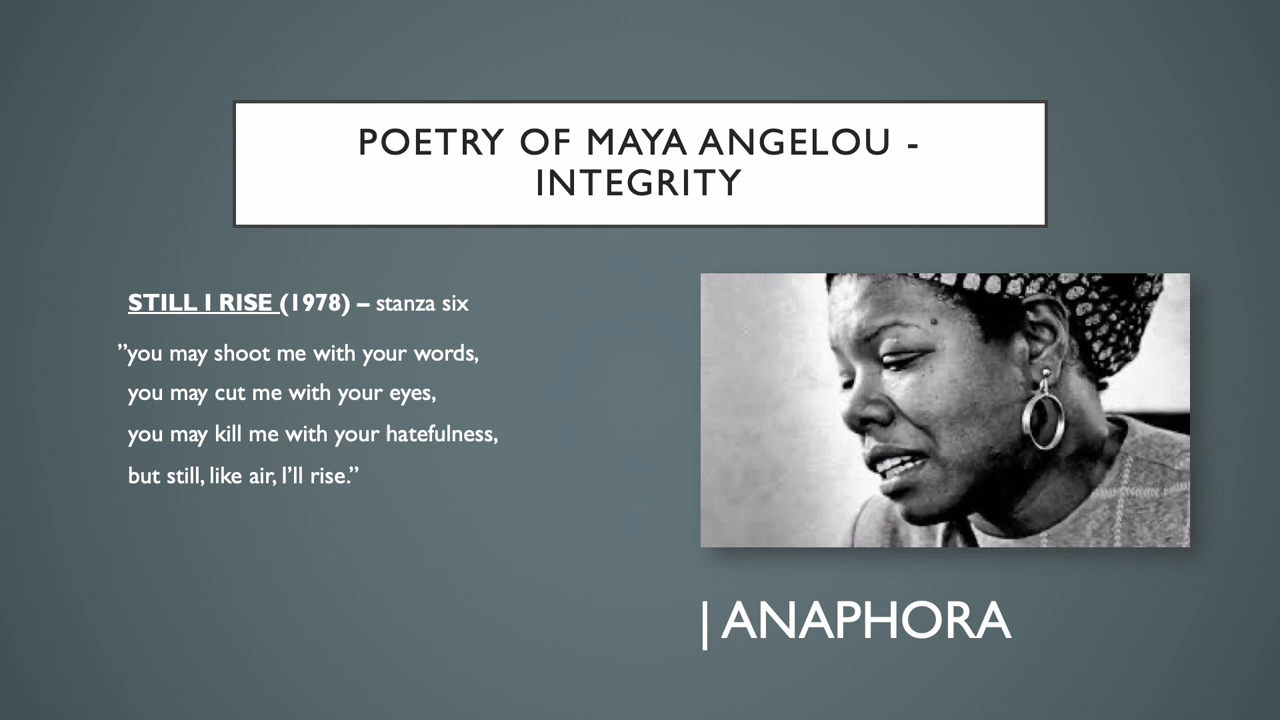 POETRY OF MAYA ANGELOU -
INTEGRITY
STILL I RISE (1978) – stanza six
”you may shoot me with your words,
you may cut me with your eyes,
you may kill me with your hatefulness,
but still, like air, I’ll rise.”
| ANAPHORA